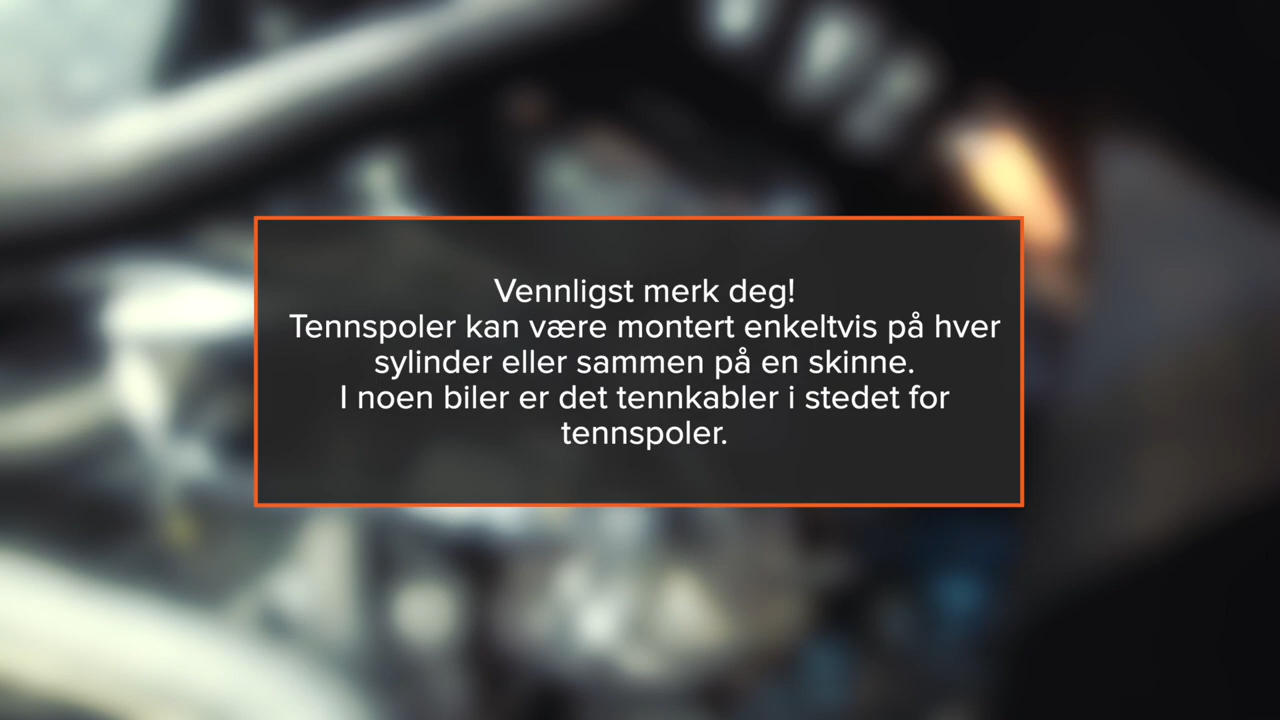 Vennligst merk deg!
Tennspoler kan være montert enkeltvis på hver
sylinder eller sammen på en skinne.
I noen biler er det tennkabler i stedet for
tennspoler.